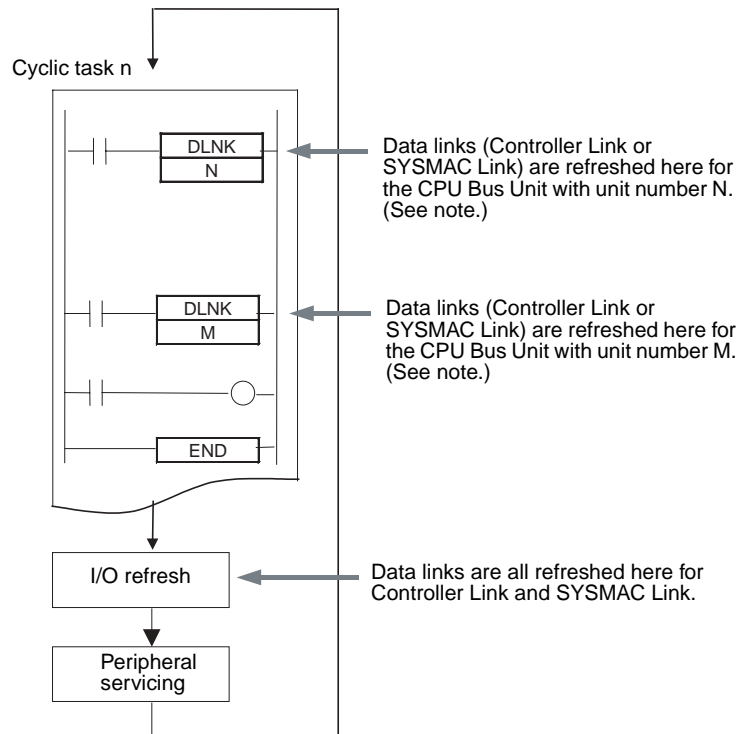 Cyclic task n
DLNK
N
Data links (Controller Link or
SYSMAC Link) are refreshed here for
the CPU Bus Unit with unit number N.
(See note.)
DLNK
M
Data links (Controller Link or
SYSMAC Link) are refreshed here for
the CPU Bus Unit with unit number M.
(See note.)
END
I/O refresh
Data links are all refreshed here for
Controller Link and SYSMAC Link.
Peripheral
servicing